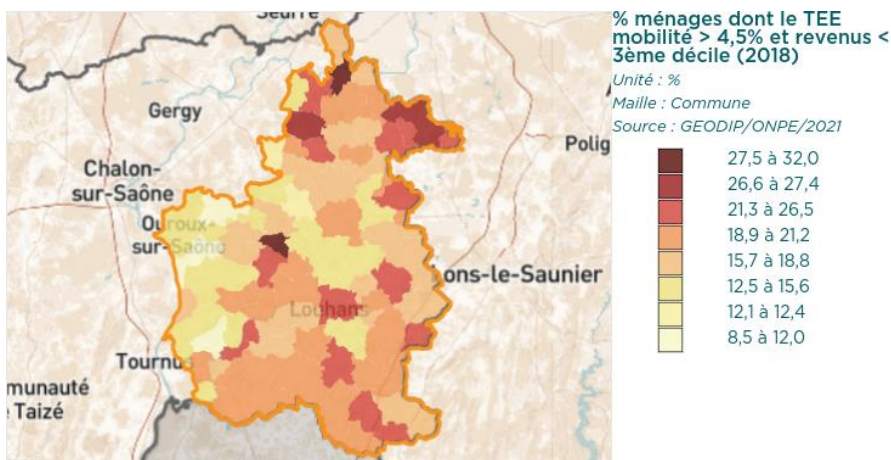 Seurre
Gergy
Polig
Chalon-
sur-Saône
Ouroux-
sur-Saône
Lons-le-Saunier
Louhans
Tournus
munauté
Taizé
% ménages dont le TEE
mobilité > 4,5% et revenus <
3ème décile (2018)
Unité : %
Maille : Commune
Source : GEODIP/ONPE/2021
27,5 à 32,0
26,6 à 27,4
21,3 à 26,5
18,9 à 21,2
15,7 à 18,8
12,5 à 15,6
12,1 à 12,4
8,5 à 12,0